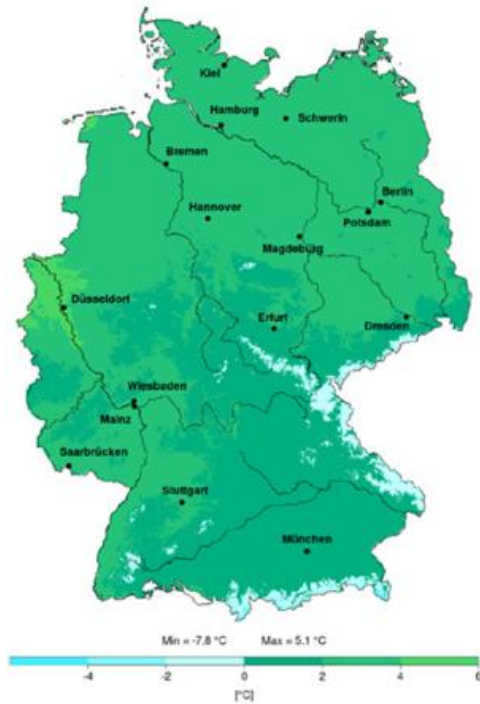 Kiel
Hamburg
Schwerin
Bremen
Berlin
Hannover
Potsdam
Magdeburg
Düsseldorf
Erfurt
Dresden
Wiesbaden
Mainz
Saarbrücken
Stuttgart
München
Min = -7.8 °C Max = 5.1 °C
-4 -2 0 2 4 6
[°C]